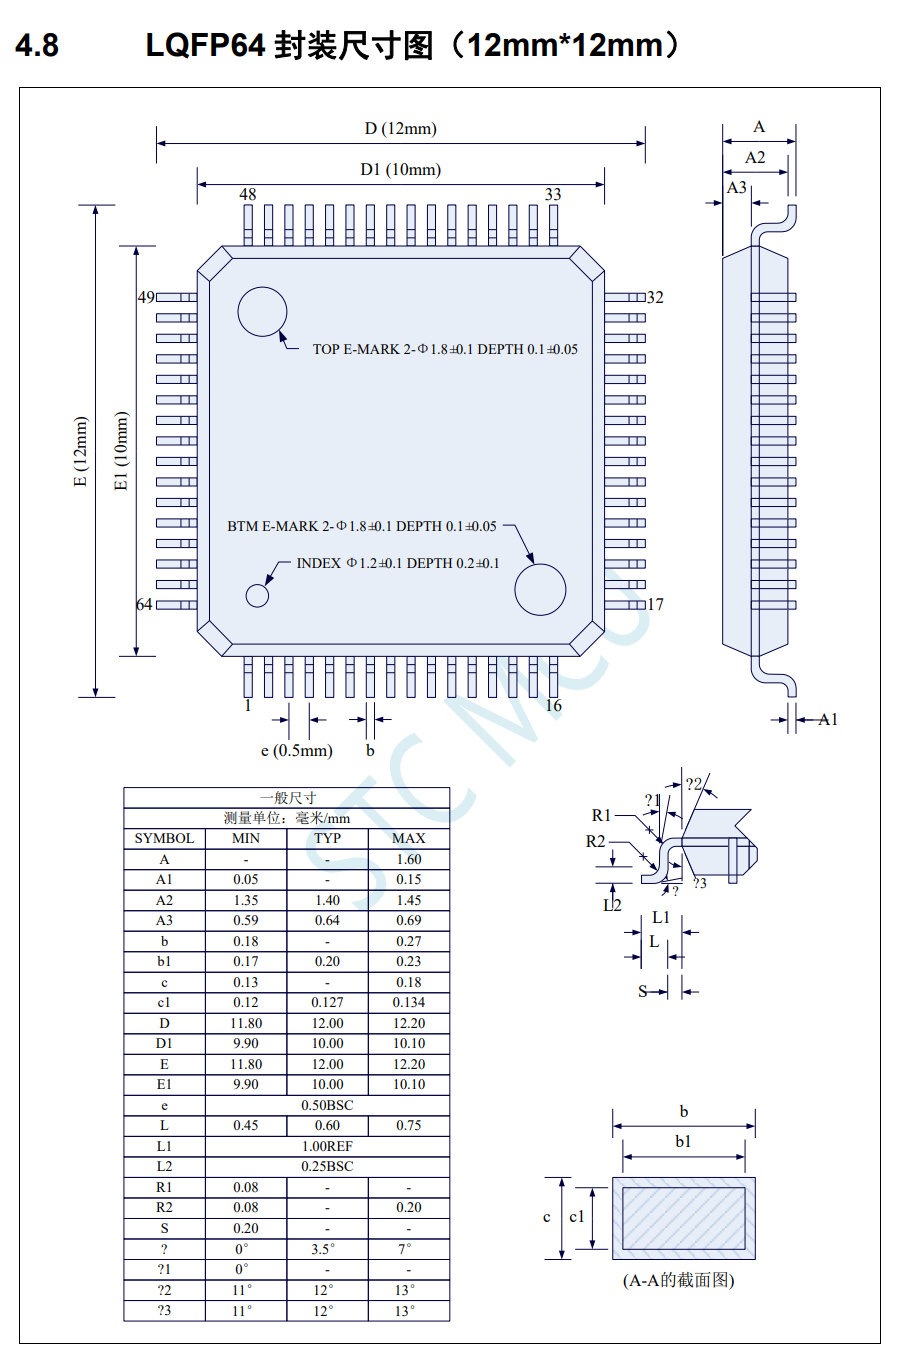 4.8 LQFP64 封装尺寸图（12mm*12mm）
D (12mm)
D1 (10mm)
48 33
A
A2
A3
49 32
TOP E-MARK 2-Φ1.8±0.1 DEPTH 0.1±0.05
E (12mm)
E1 (10mm)
BTM E-MARK 2-Φ1.8±0.1 DEPTH 0.1±0.05
INDEX Φ1.2±0.1 DEPTH 0.2±0.1
64 17
1 16
A1
e (0.5mm) b
STC MCU
一般尺寸
测量单位：毫米/mm
SYMBOL MIN TYP MAX
A - - 1.60
A1 0.05 - 0.15
A2 1.35 1.40 1.45
A3 0.59 0.64 0.69
b 0.18 - 0.27
b1 0.17 0.20 0.23
c 0.13 - 0.18
c1 0.12 0.127 0.134
D 11.80 12.00 12.20
D1 9.90 10.00 10.10
E 11.80 12.00 12.20
E1 9.90 10.00 10.10
e 0.50BSC
L 0.45 0.60 0.75
L1 1.00REF
L2 0.25BSC
R1 0.08 - -
R2 0.08 - 0.20
S 0.20 - -
? 0° 3.5° 7°
?1 0° - -
?2 11° 12° 13°
?3 11° 12° 13°
?2
?1
R1
R2
?3
?
L2
L1
L
S
b
b1
c c1
(A-A的截面图)